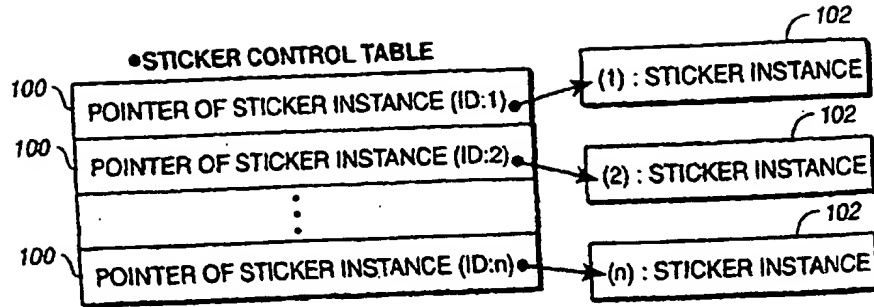 102
●STICKER CONTROL TABLE
100 POINTER OF STICKER INSTANCE (ID:1) (1) : STICKER INSTANCE
102
100 POINTER OF STICKER INSTANCE (ID:2) (2) : STICKER INSTANCE
102
100 POINTER OF STICKER INSTANCE (ID:n) (n) : STICKER INSTANCE